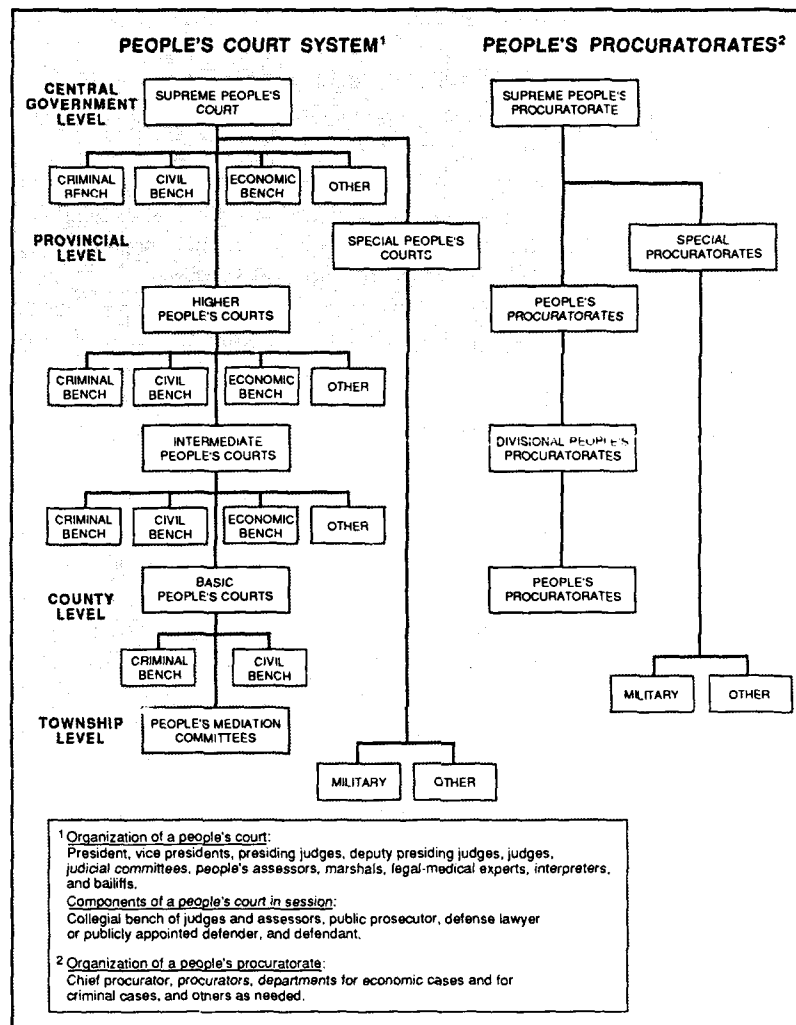 PEOPLE'S COURT SYSTEM¹
PEOPLE'S PROCURATORATES²
CENTRAL
GOVERNMENT
LEVEL
SUPREME PEOPLE'S
COURT
SUPREME PEOPLE'S
PROCURATORATE
CRIMINAL
BENCH
CIVIL
BENCH
ECONOMIC
BENCH
OTHER
PROVINCIAL
LEVEL
SPECIAL PEOPLE'S
COURTS
SPECIAL
PROCURATORATES
HIGHER
PEOPLE'S COURTS
PEOPLE'S
PROCURATORATES
CRIMINAL
BENCH
CIVIL
BENCH
ECONOMIC
BENCH
OTHER
INTERMEDIATE
PEOPLE'S COURTS
DIVISIONAL PEOPLE'S
PROCURATORATES
CRIMINAL
BENCH
CIVIL
BENCH
ECONOMIC
BENCH
OTHER
BASIC
PEOPLE'S COURTS
PEOPLE'S
PROCURATORATES
COUNTY
LEVEL
CRIMINAL
BENCH
CIVIL
BENCH
MILITARY
OTHER
TOWNSHIP
LEVEL
PEOPLE'S MEDIATION
COMMITTEES
MILITARY
OTHER
¹ Organization of a people's court:
President, vice presidents, presiding judges, deputy presiding judges, judges,
judicial committees, people's assessors, marshals, legal-medical experts, interpreters,
and bailiffs.
Components of a people's court in session:
Collegial bench of judges and assessors, public prosecutor, defense lawyer
or publicly appointed defender, and defendant.
² Organization of a people's procuratorate:
Chief procurator, procurators, departments for economic cases and for
criminal cases, and others as needed.